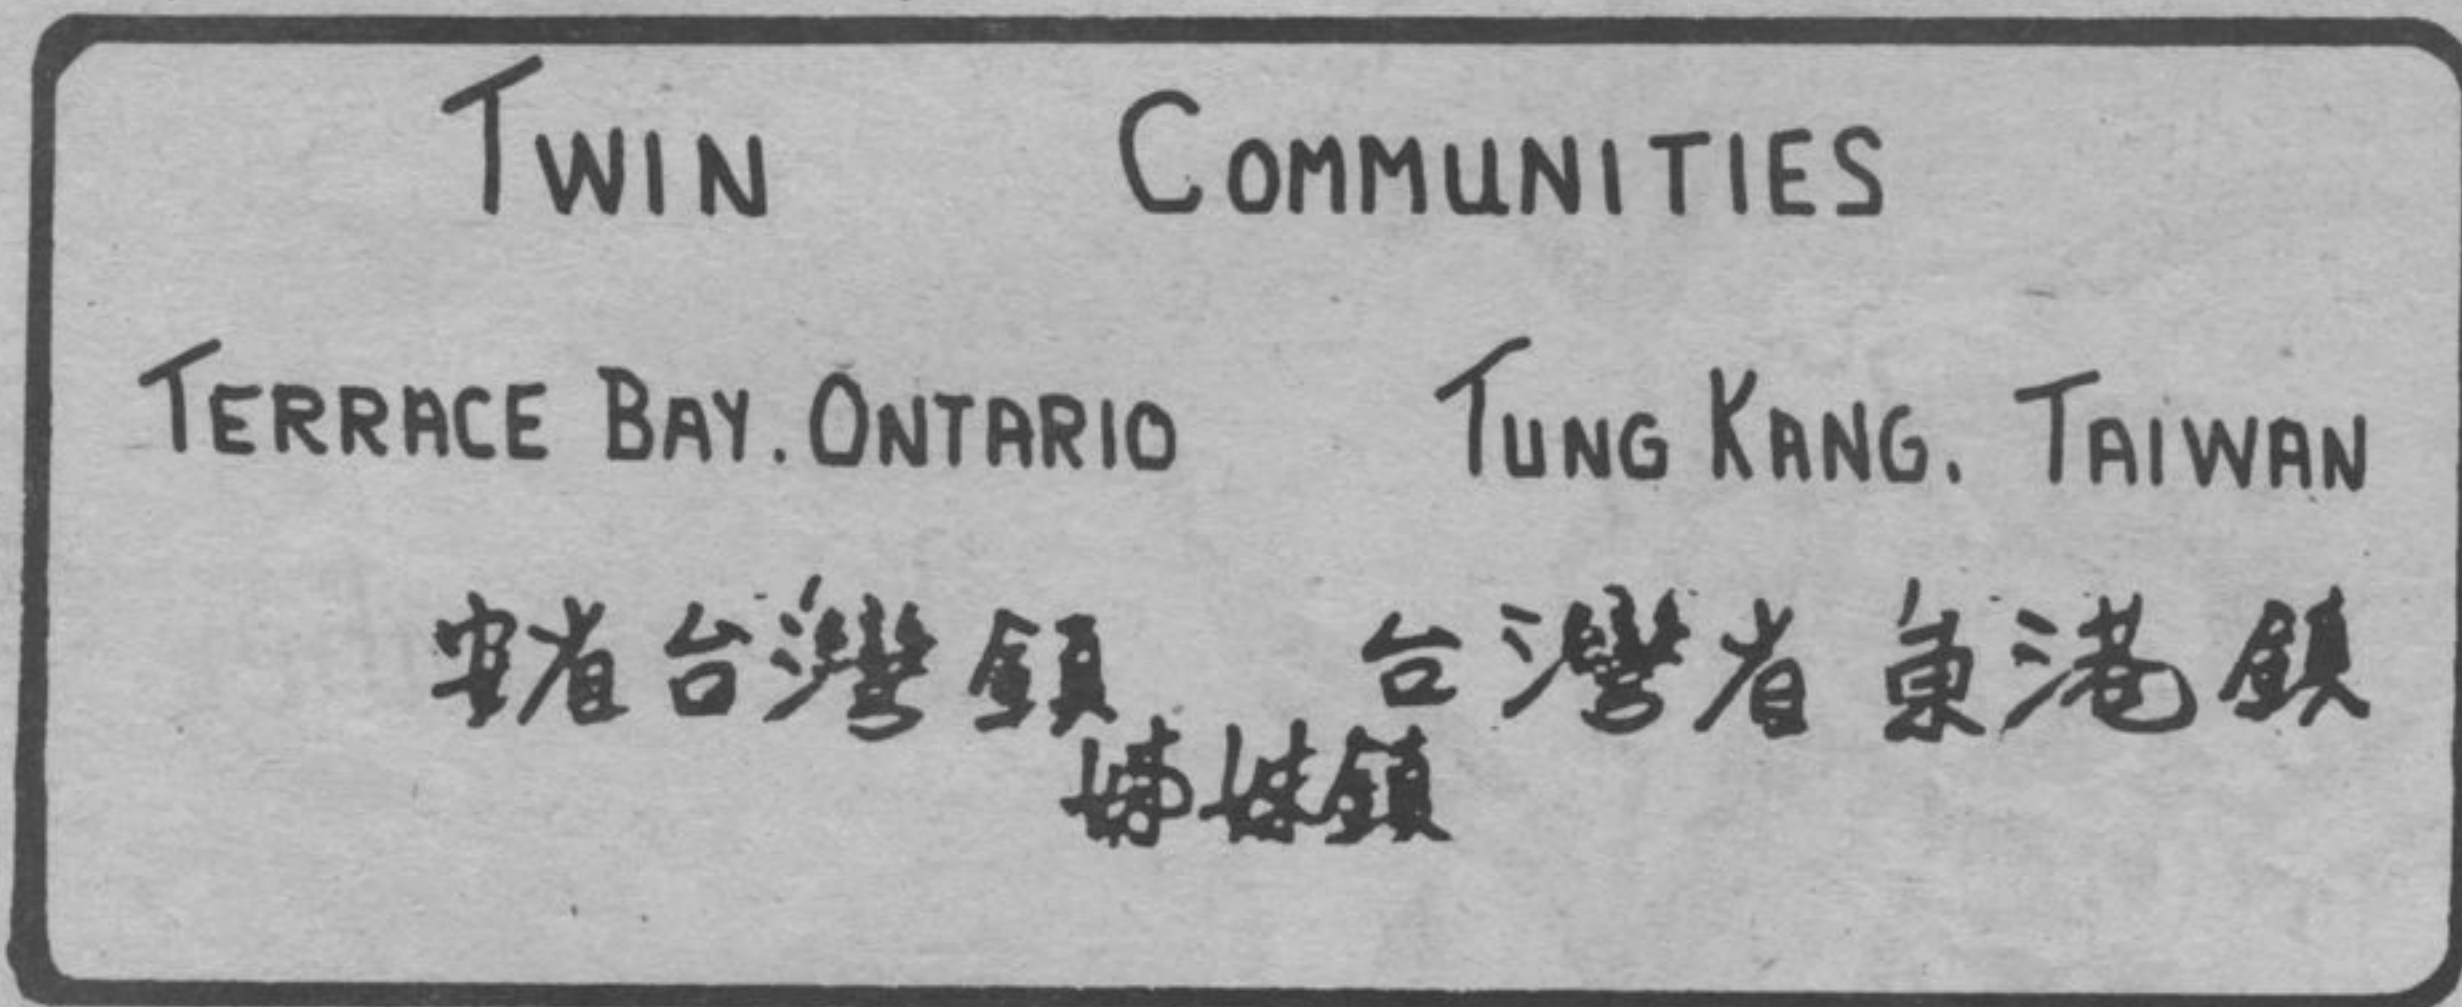 TWIN COMMUNITIES
TERRACE BAY. ONTARIO TUNG KANG. TAIWAN
安省台灣鎮 台灣省東港鎮
姊妹鎮